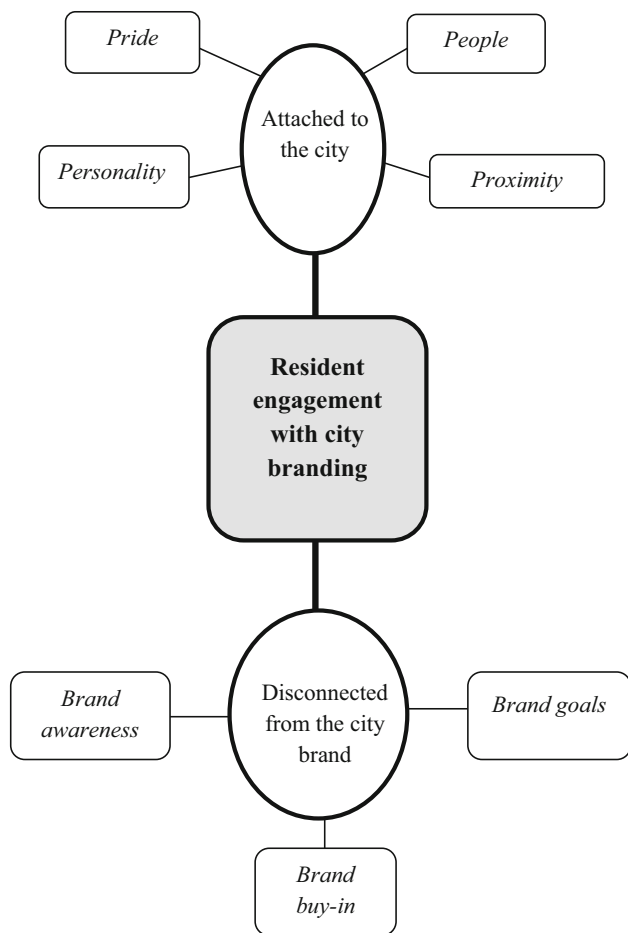 Pride
People
Attached to
the city
Personality
Proximity
Resident
engagement
with city
branding
Brand
awareness
Disconnected
from the city
brand
Brand goals
Brand
buy-in